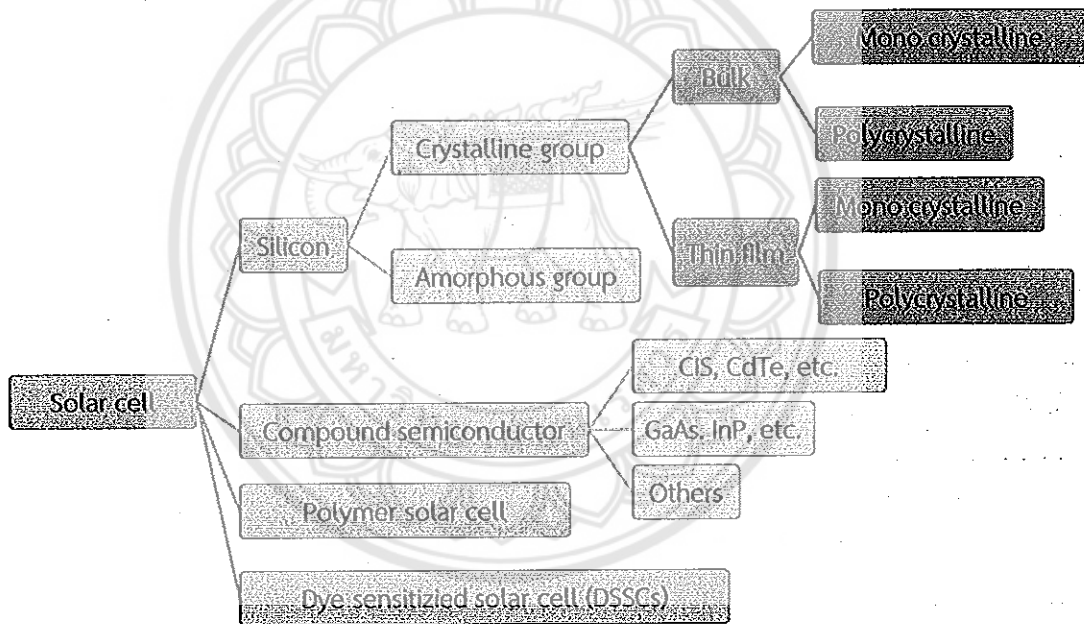 Solar cell
Silicon
Crystalline group
Bulk
Mono crystalline
Polycrystalline
Thin film
Mono crystalline
Polycrystalline
Amorphous group
Compound semiconductor
CIS, CdTe, etc.
GaAs, InP, etc.
Others
Polymer solar cell
Dye sensitizied solar cell (DSSCs)